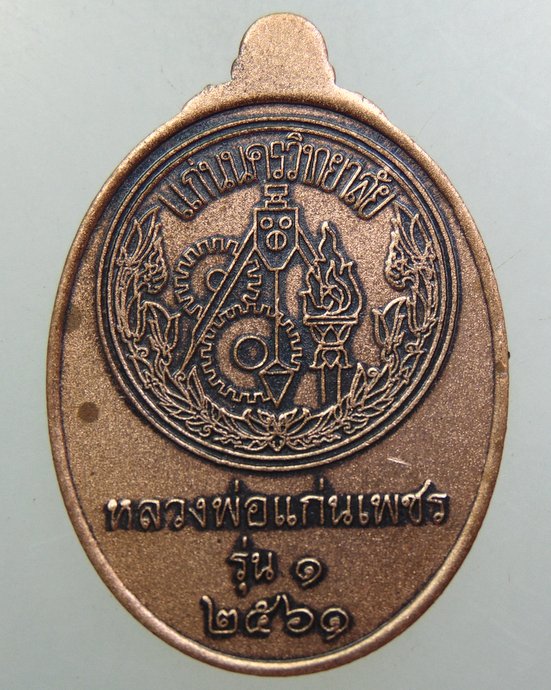 แก่นนครวิทยาลัย
หลวงพ่อแก่นเพชร
รุ่น ๑
๒๕๖๑